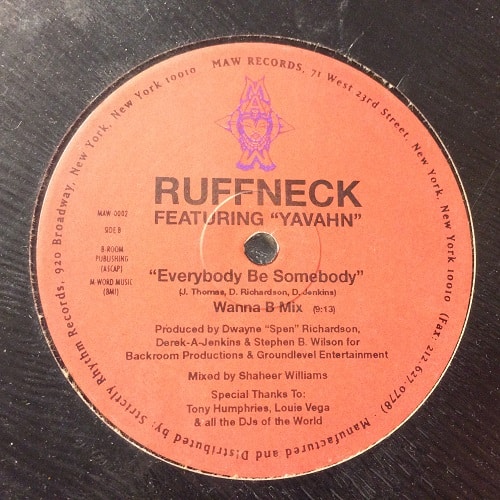 MAW RECORDS, 71 West 23rd Street, New York, New York 10010 (Fax: 212-627-0778) · Manufactured and Distributed by: Strictly Rhythm Records, 920 Broadway, New York, New York 10010
RUFFNECK
FEATURING “YAVAHN”
MAW 0002
SIDE B
B-ROOM
PUBLISHING
(ASCAP)
M-WORD MUSIC
(BMI)
“Everybody Be Somebody”
(J. Thomas, D. Richardson, D. Jenkins)
Wanna B Mix (9:13)
Produced by Dwayne “Spen” Richardson,
Derek-A-Jenkins & Stephen B. Wilson for
Backroom Productions & Groundlevel Entertainment
Mixed by Shaheer Williams
Special Thanks To:
Tony Humphries, Louie Vega
& all the DJs of the World